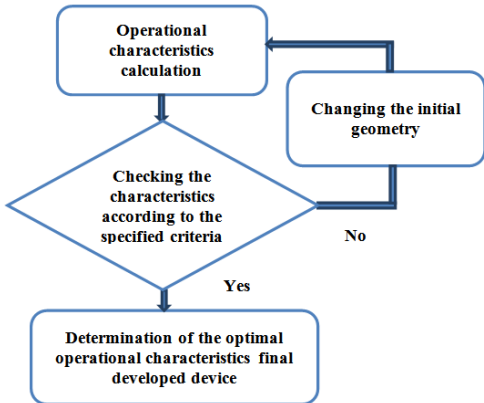 Operational
characteristics
calculation
Changing the initial
geometry
Checking the
characteristics
according to the
specified criteria
No
Yes
Determination of the optimal
operational characteristics final
developed device